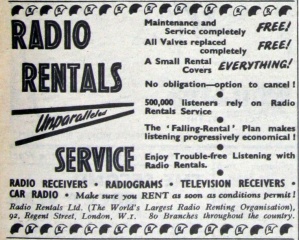 RADIO
RENTALS
Unparalleled
SERVICE
Maintenance and
Service completely FREE!
All Valves replaced
completely FREE!
A Small Rental
Covers EVERYTHING!
No obligation—option to cancel!
500,000 listeners rely on Radio
Rentals Service
The 'Falling-Rental' Plan makes
listening progressively economical!
Enjoy Trouble-free Listening with
Radio Rentals.
RADIO RECEIVERS • RADIOGRAMS • TELEVISION RECEIVERS •
CAR RADIO • Make sure you RENT as soon as conditions permit!
Radio Rentals Ltd. (The World's Largest Radio Renting Organisation),
92, Regent Street, London, W.1. 80 Branches throughout the country.